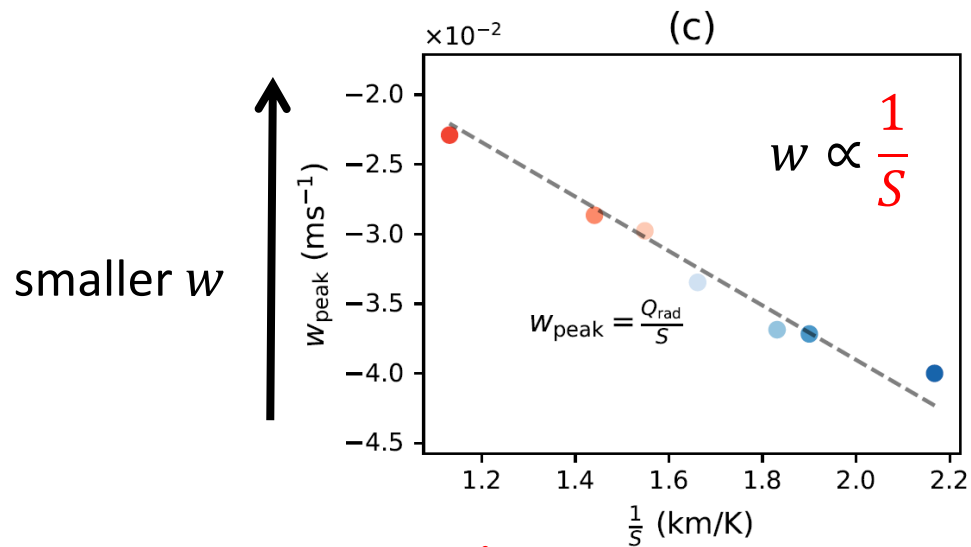 (c)
×10⁻²
−2.0
−2.5
−3.0
−3.5
−4.0
−4.5
w_peak (ms⁻¹)
smaller w
w ∝ 1/S
w_peak = Q_rad/S
1.2 1.4 1.6 1.8 2.0 2.2
1/S (km/K)